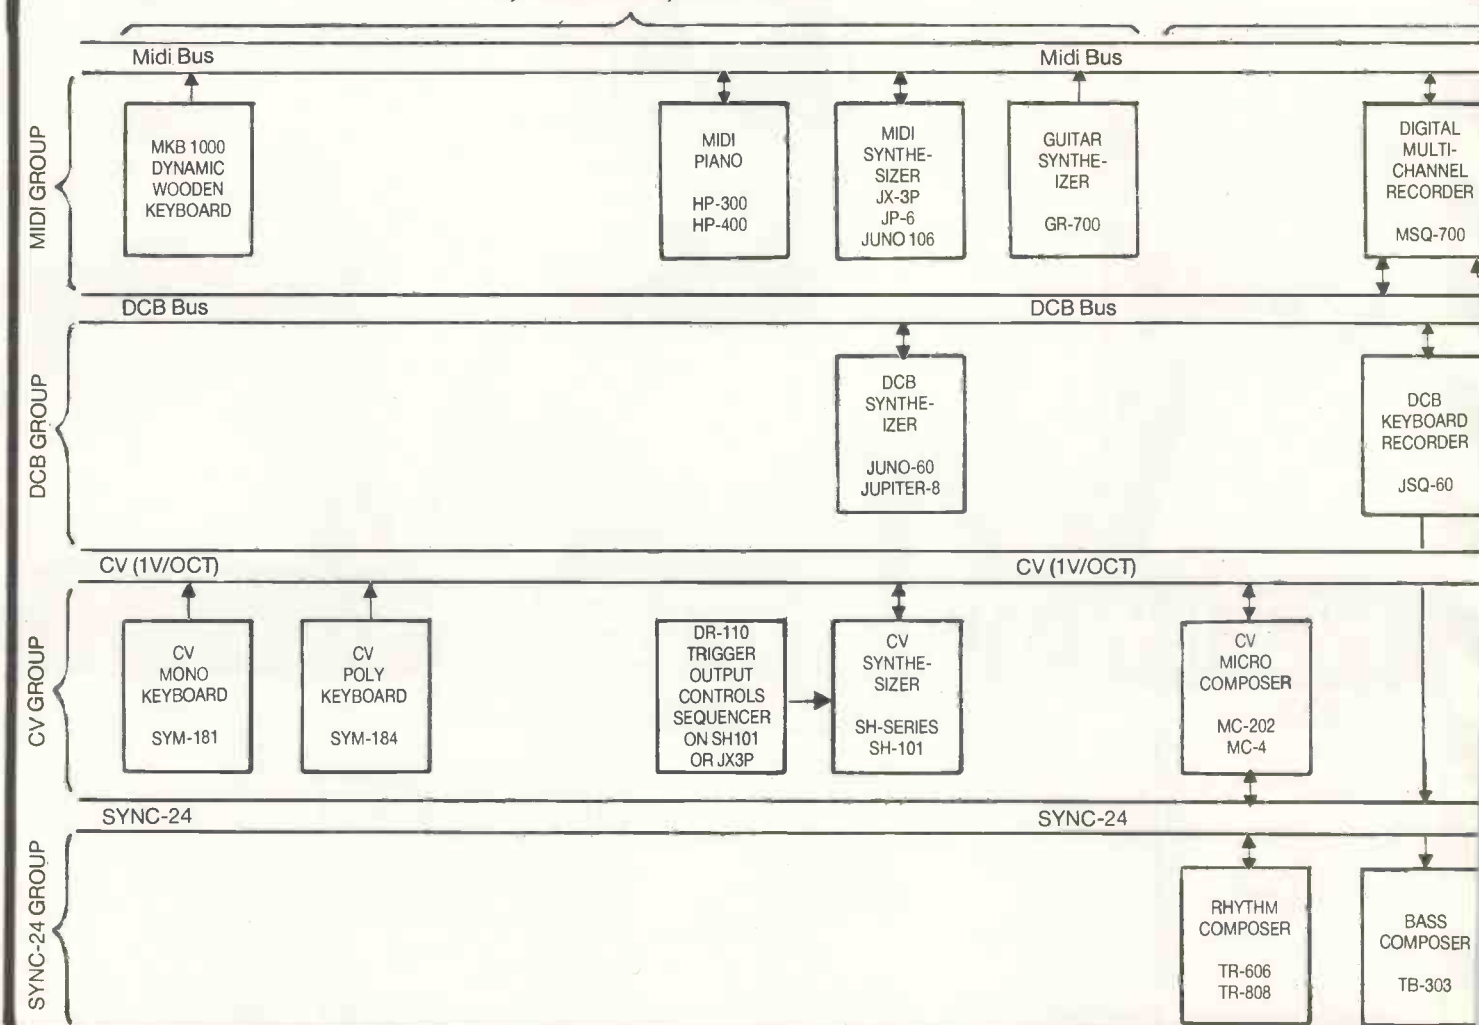 Midi Bus
Midi Bus
MIDI GROUP
MKB 1000
DYNAMIC
WOODEN
KEYBOARD
MIDI
PIANO
HP-300
HP-400
MIDI
SYNTHE-
SIZER
JX-3P
JP-6
JUNO 106
GUITAR
SYNTHE-
IZER
GR-700
DIGITAL
MULTI-
CHANNEL
RECORDER
MSQ-700
DCB Bus
DCB Bus
DCB GROUP
DCB
SYNTHE-
IZER
JUNO-60
JUPITER-8
DCB
KEYBOARD
RECORDER
JSQ-60
CV (1V/OCT)
CV (1V/OCT)
CV GROUP
CV
MONO
KEYBOARD
SYM-181
CV
POLY
KEYBOARD
SYM-184
DR-110
TRIGGER
OUTPUT
CONTROLS
SEQUENCER
ON SH101
OR JX3P
CV
SYNTHE-
SIZER
SH-SERIES
SH-101
CV
MICRO
COMPOSER
MC-202
MC-4
SYNC-24
SYNC-24
SYNC-24 GROUP
RHYTHM
COMPOSER
TR-606
TR-808
BASS
COMPOSER
TB-303